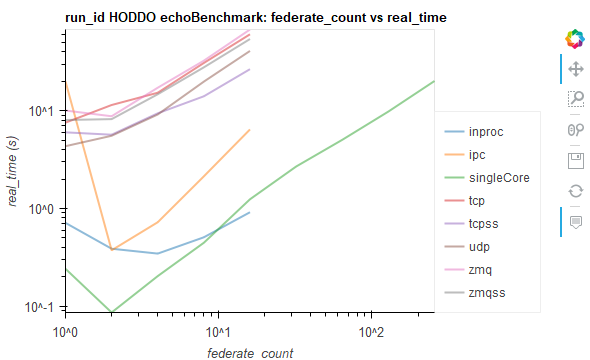 run_id HODDO echoBenchmark: federate_count vs real_time
real_time (s)
10^1
10^0
10^-1
10^0
10^1
10^2
federate_count
inproc
ipc
singleCore
tcp
tcpss
udp
zmq
zmqss